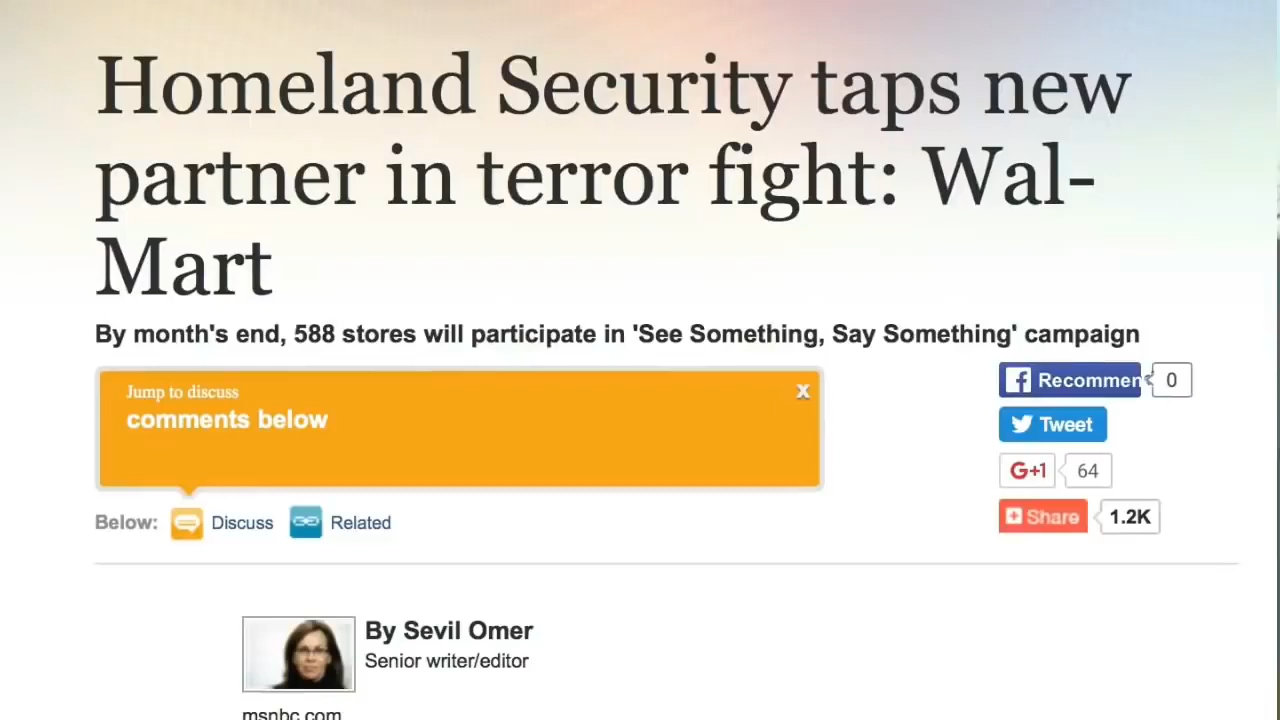 Homeland Security taps new
partner in terror fight: Wal-
Mart
By month's end, 588 stores will participate in 'See Something, Say Something' campaign
Jump to discuss
x
comments below
Recommen
0
Tweet
G+1
64
Share
1.2K
Below:
Discuss
Related
By Sevil Omer
Senior writer/editor
msnbc.com